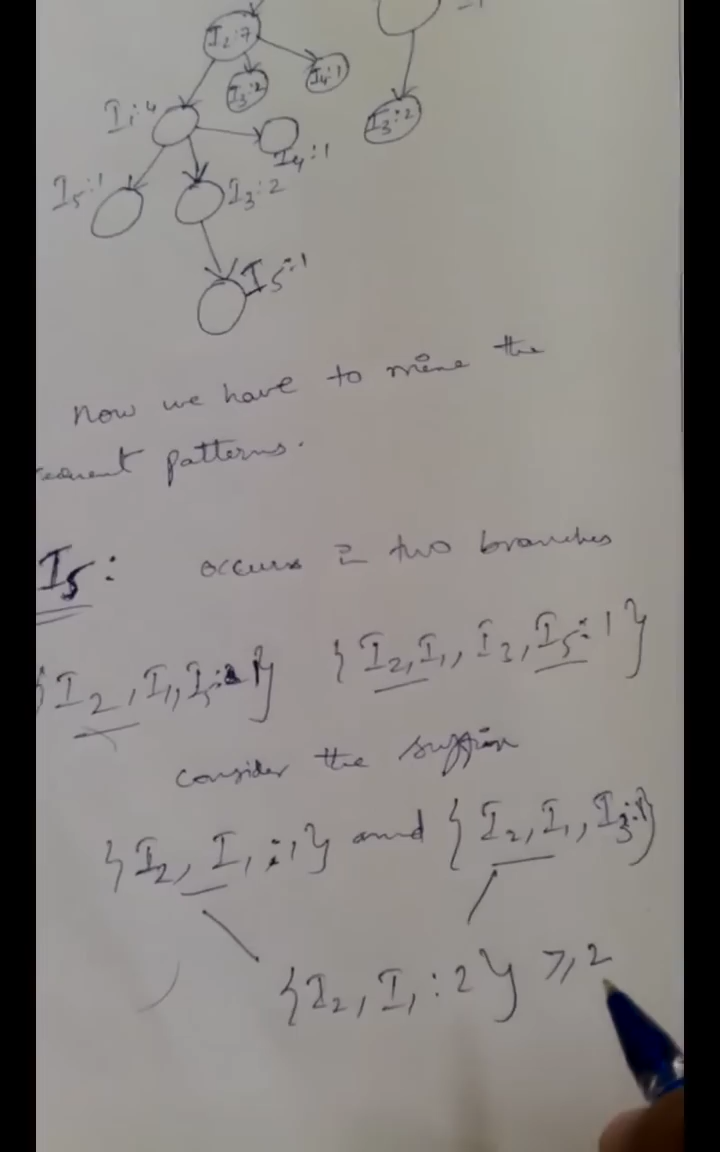 I₂:7
I₃:2
I₄:1
I₁:4
I₃:2
I₄:1
I₅:1
I₃:2
I₅:1
Now we have to mine the
equent patterns.
I₅: occurs in two branches
{I₂, I₁, I₅:1} {I₂, I₁, I₃, I₅:1}
consider the suffix
{I₂, I₁:1} and {I₂, I₁, I₃:1}
{I₂, I₁:2} ≥ 2